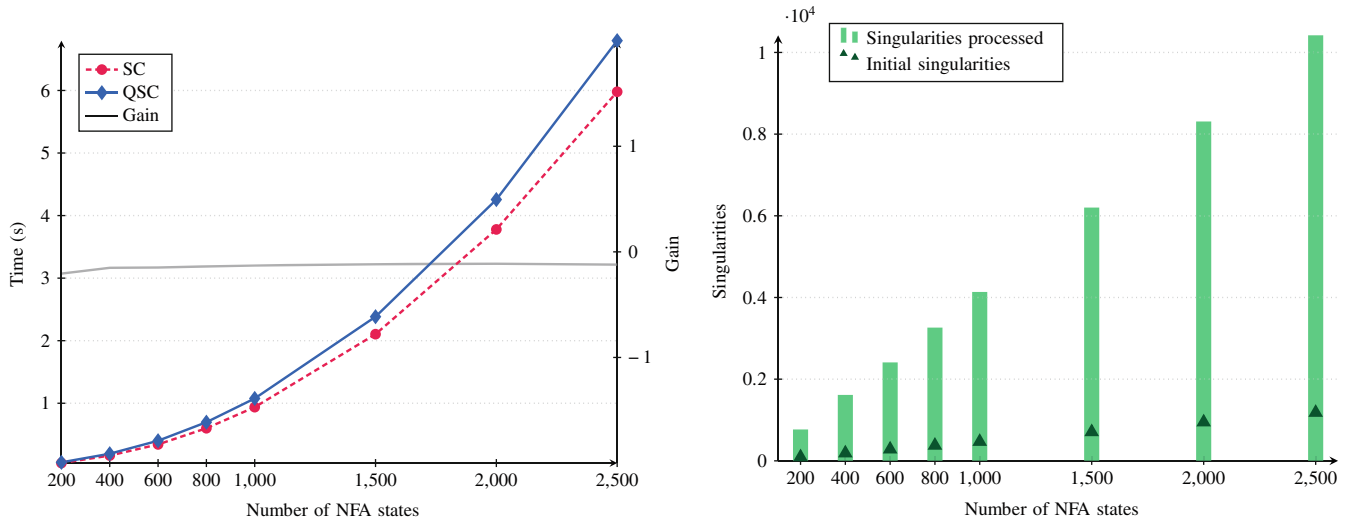 SC
QSC
Gain
6
5
4
3
2
1
Time (s)
1
0
− 1
Gain
200 400 600 800 1,000 1,500 2,000 2,500
Number of NFA states
·10⁴
Singularities processed
Initial singularities
1
0.8
0.6
0.4
0.2
0
Singularities
200 400 600 800 1,000 1,500 2,000 2,500
Number of NFA states